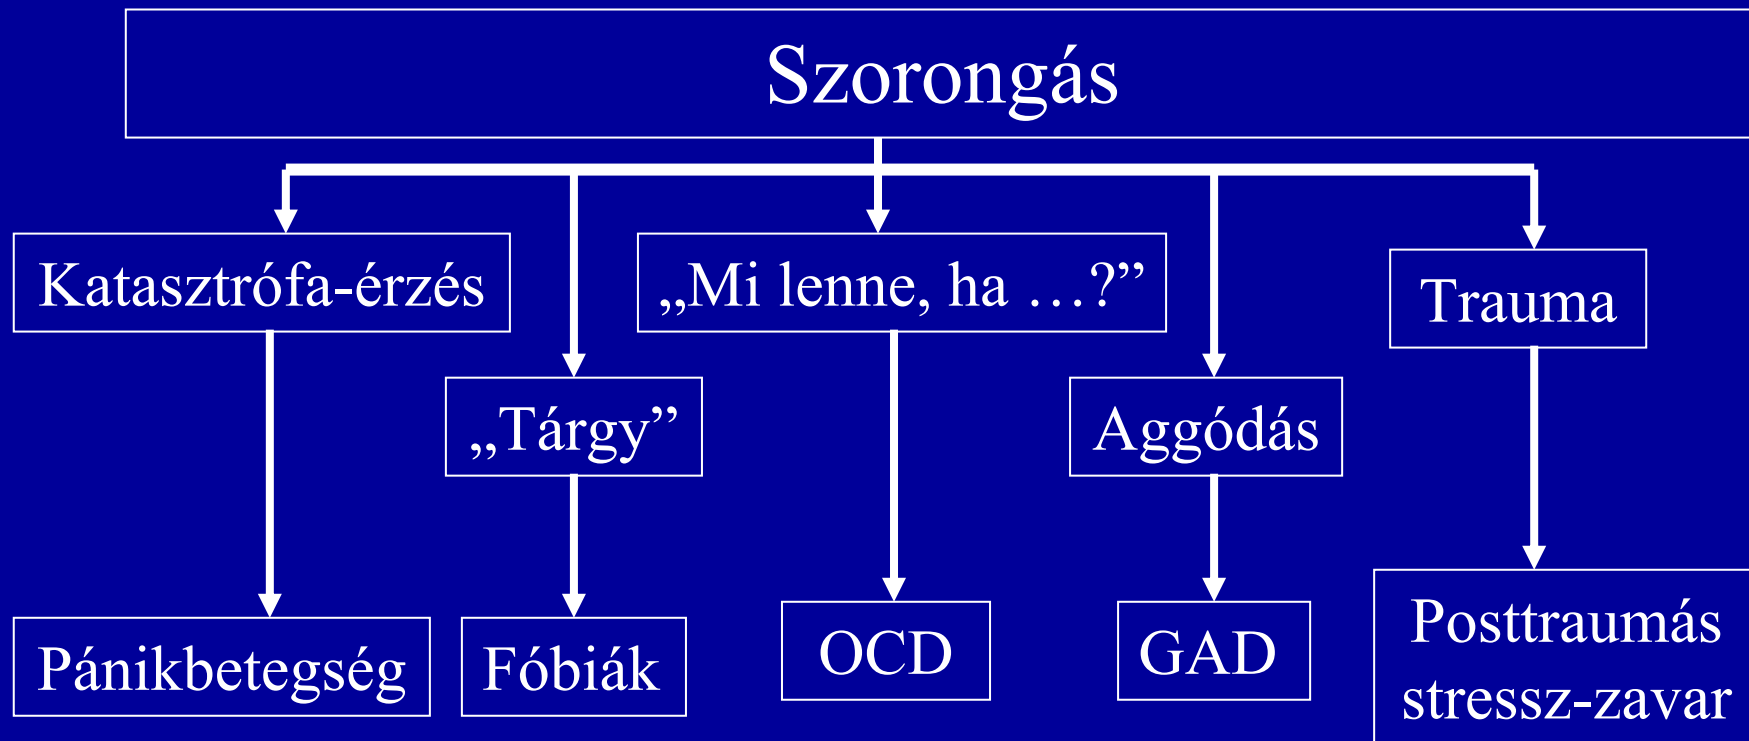 Szorongás
Katasztrófa-érzés
„Mi lenne, ha …?”
Trauma
„Tárgy”
Aggódás
Pánikbetegség
Fóbiák
OCD
GAD
Posttraumás
stressz-zavar